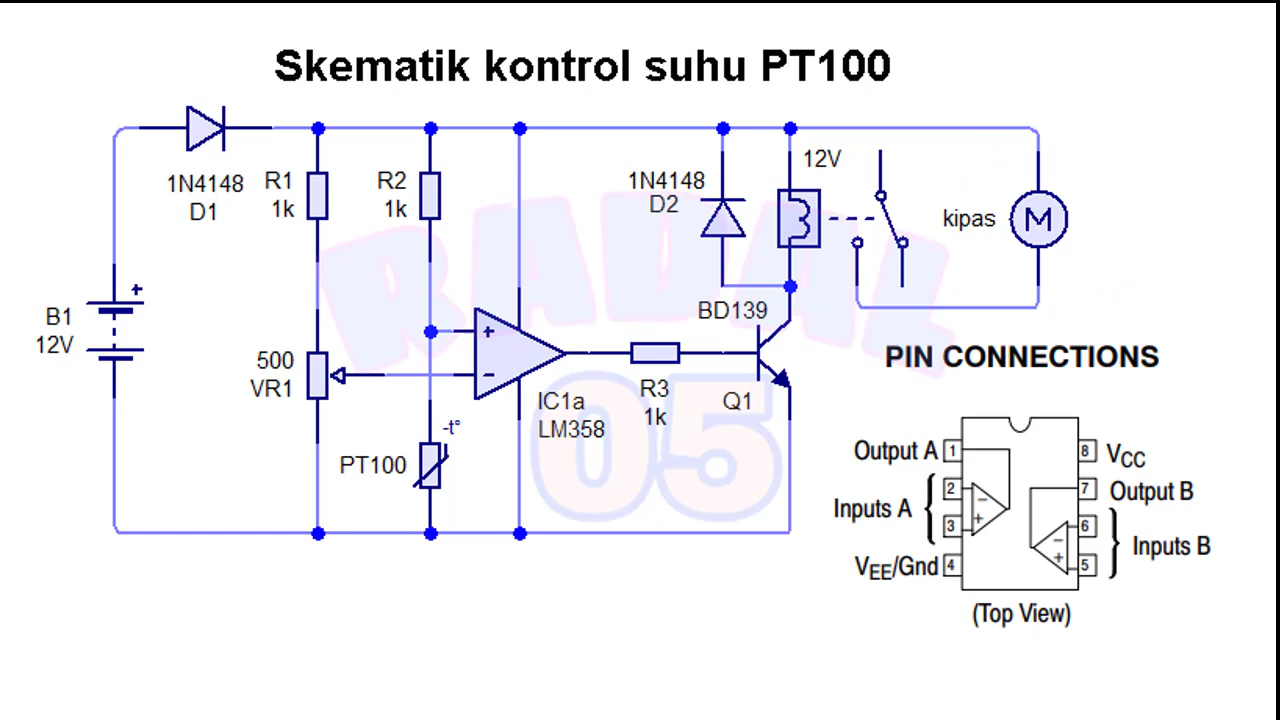 Skematik kontrol suhu PT100
12V
1N4148
D1
R1
1k
R2
1k
1N4148
D2
kipas
M
RADAL
05
+
B1
12V
BD139
500
VR1
+
-
IC1a
LM358
R3
1k
Q1
-t°
PT100
PIN CONNECTIONS
Output A 1
8 VCC
2
7 Output B
Inputs A
3
6
Inputs B
VEE/Gnd 4
5
−
+
−
+
(Top View)